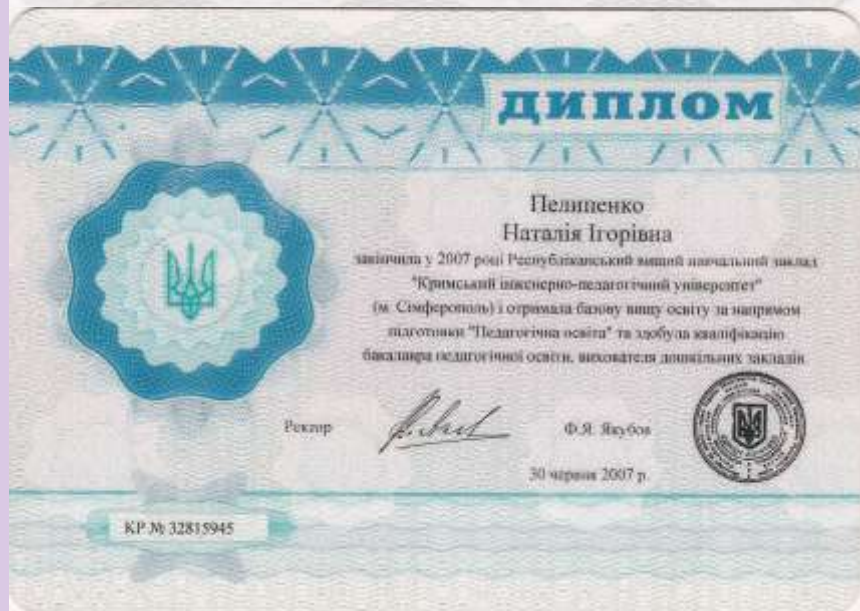 ДИПЛОМ
Пелипенко
Наталія Ігорівна
закінчила у 2007 році Республіканський вищий навчальний заклад
"Кримський інженерно-педагогічний університет"
(м. Сімферополь) і отримала базову вищу освіту за напрямом
підготовки "Педагогічна освіта" та здобула кваліфікацію
бакалавра педагогічної освіти, вихователя дошкільних закладів
Ректор
Ф.Я. Якубов
30 червня 2007 р.
КР № 32815945